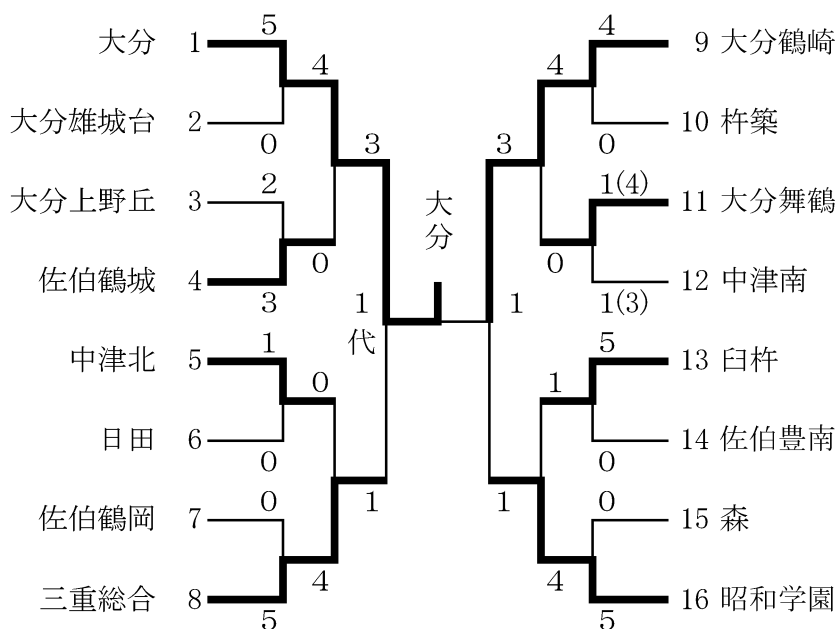 大分 1
5
大分雄城台 2
0
4
大分上野丘 3
2
佐伯鶴城 4
3
0
3
中津北 5
1
日田 6
0
0
佐伯鶴岡 7
0
三重総合 8
5
4
1
1
代
大分
1
9 大分鶴崎
4
10 杵築
0
4
11 大分舞鶴
1(4)
12 中津南
1(3)
0
3
13 臼杵
5
14 佐伯豊南
0
1
15 森
0
16 昭和学園
5
4
1